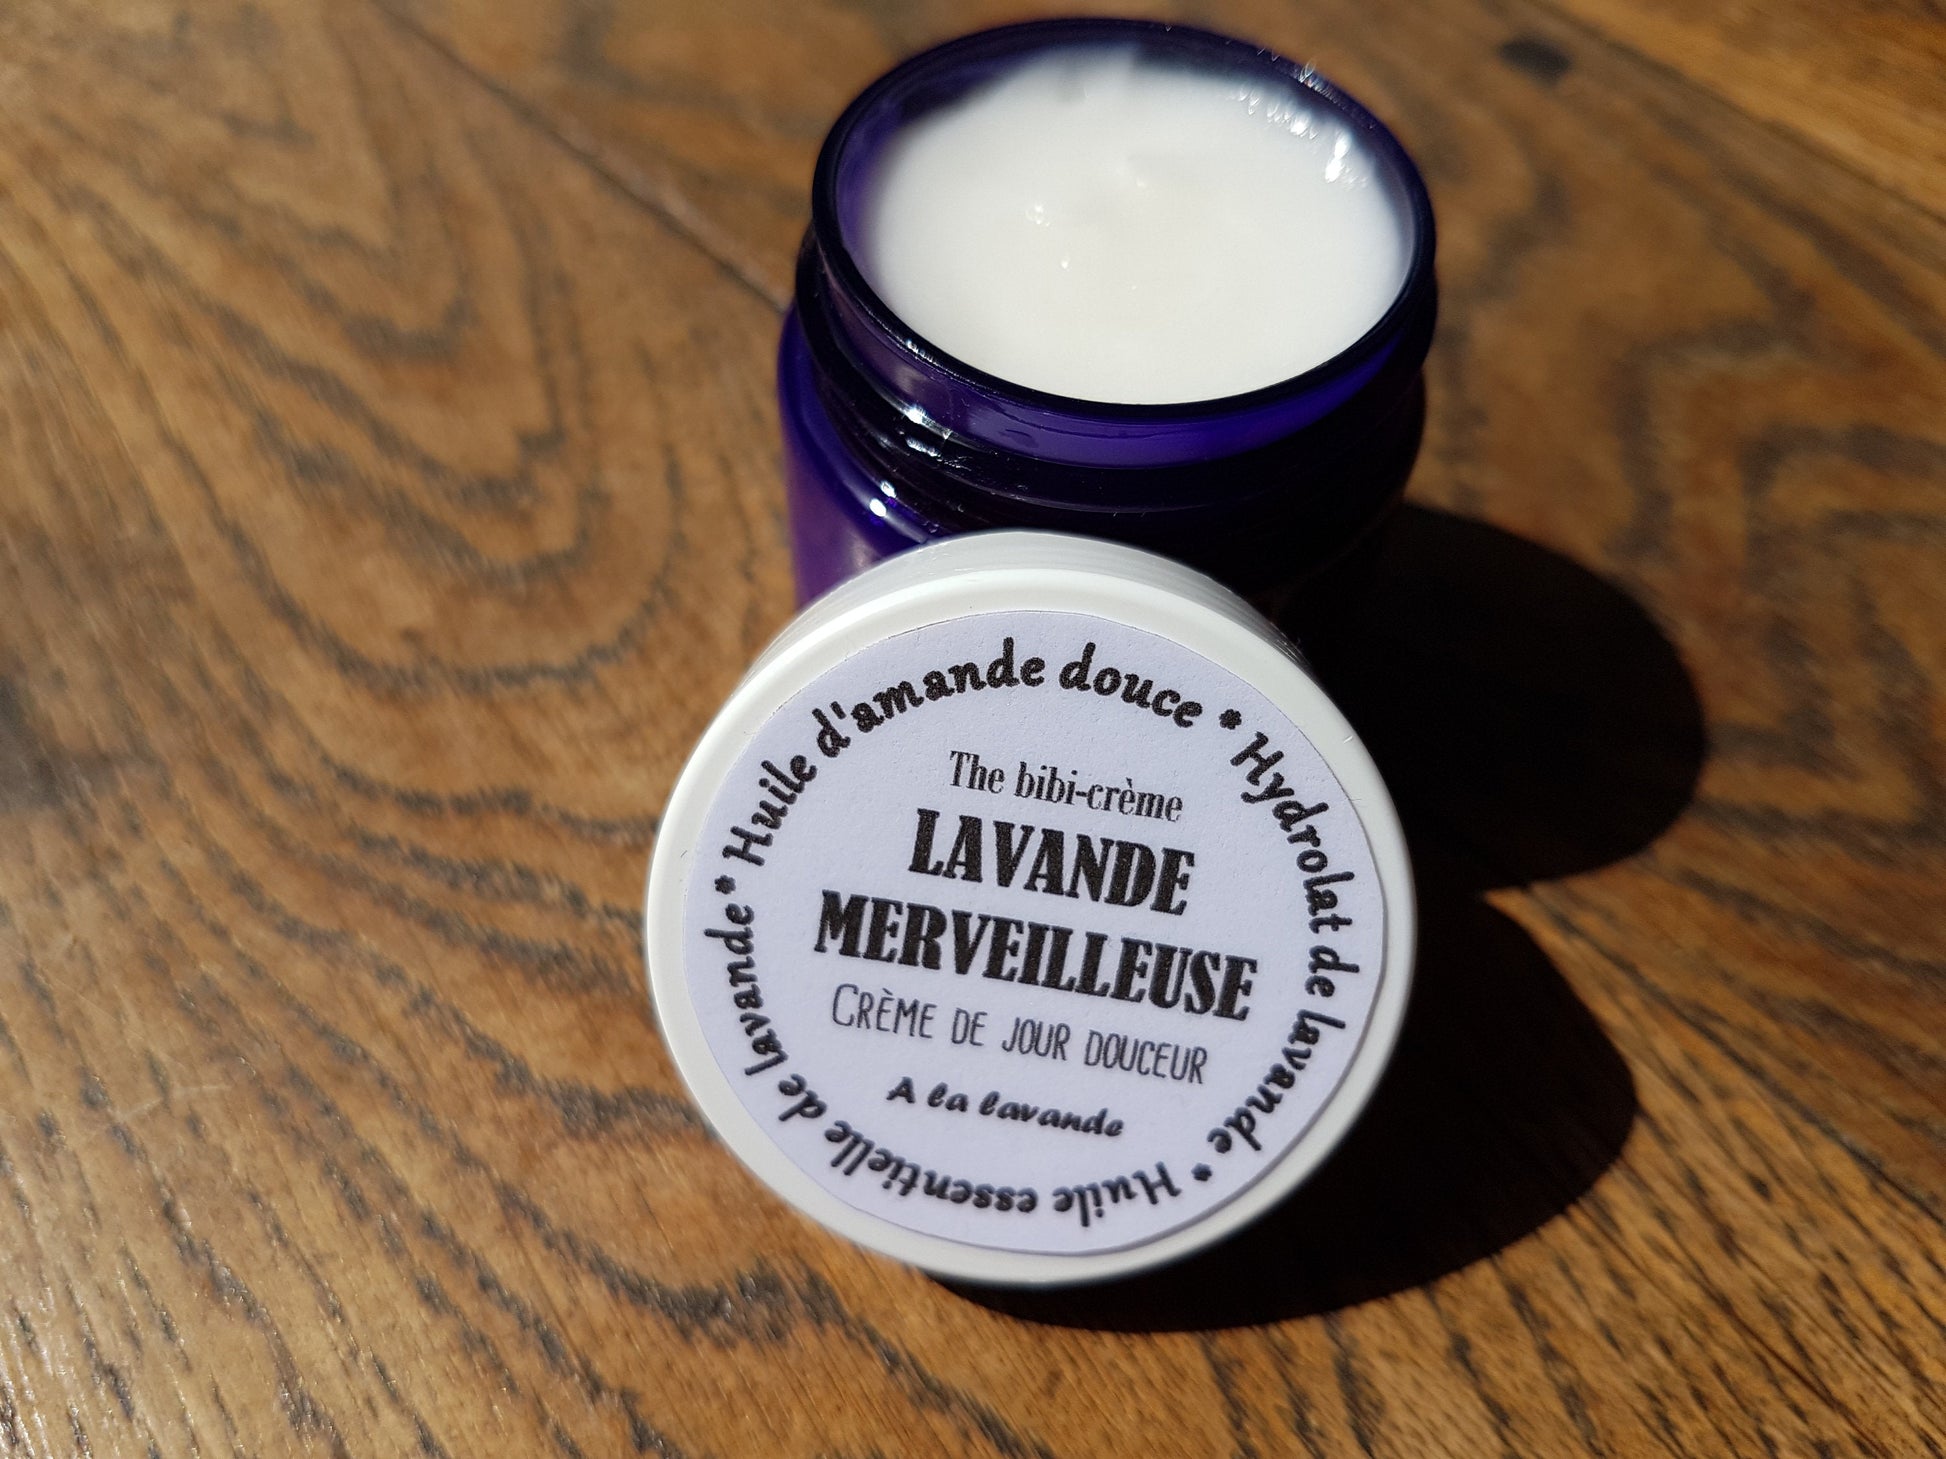 The bibi-crème
LAVANDE
MERVEILLEUSE
CRÈME DE JOUR DOUCEUR
A la lavande
* Huile d'amande douce * Hydrolat de lavande * Huile essentielle de lavande